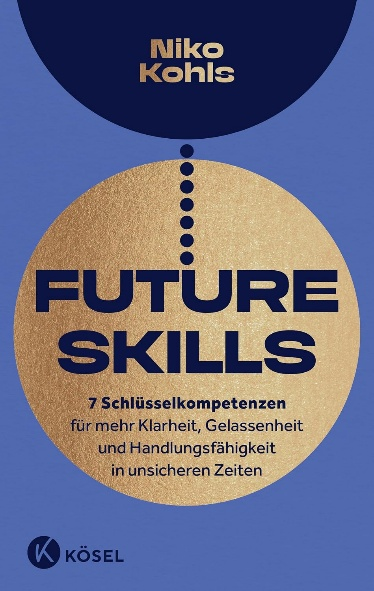 Niko
Kohls
FUTURE
SKILLS
7 Schlüsselkompetenzen
für mehr Klarheit, Gelassenheit
und Handlungsfähigkeit
in unsicheren Zeiten
K KÖSEL